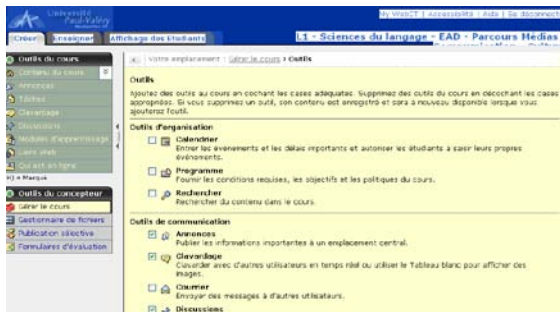 Université
Paul-Valéry
My WebCT | Accessibilité | Aide | Se déconnecter
Créer Enseigner Affichage des étudiants
L1 - Sciences du langage - EAD - Parcours Médias
Outils du cours
Contenu du cours
Annonces
Tâches
Clavardage
Discussions
Modules d'apprentissage
Liens Web
Qui est en ligne
= Marqué
Outils du concepteur
Gérer le cours
Gestionnaire de fichiers
Publication sélective
Formulaires d'évaluation
Votre emplacement : Gérer le cours › Outils
Outils
Ajoutez des outils au cours en cochant les cases adéquates. Supprimez des outils du cours en décochant les cases
appropriées. Si vous supprimez un outil, son contenu est enregistré et sera à nouveau disponible lorsque vous
ajouterez l'outil.
Outils d'organisation
Calendrier
Entrer les événements et les délais importants et autoriser les étudiants à saisir leurs propres
événements.
Programme
Fournir les conditions requises, les objectifs et les politiques du cours.
Rechercher
Rechercher du contenu dans le cours.
Outils de communication
Annonces
Publier les informations importantes à un emplacement central.
Clavardage
Clavarder avec d'autres utilisateurs en temps réel ou utiliser le Tableau blanc pour afficher des
images.
Courrier
Envoyer des messages à d'autres utilisateurs.
Discussions